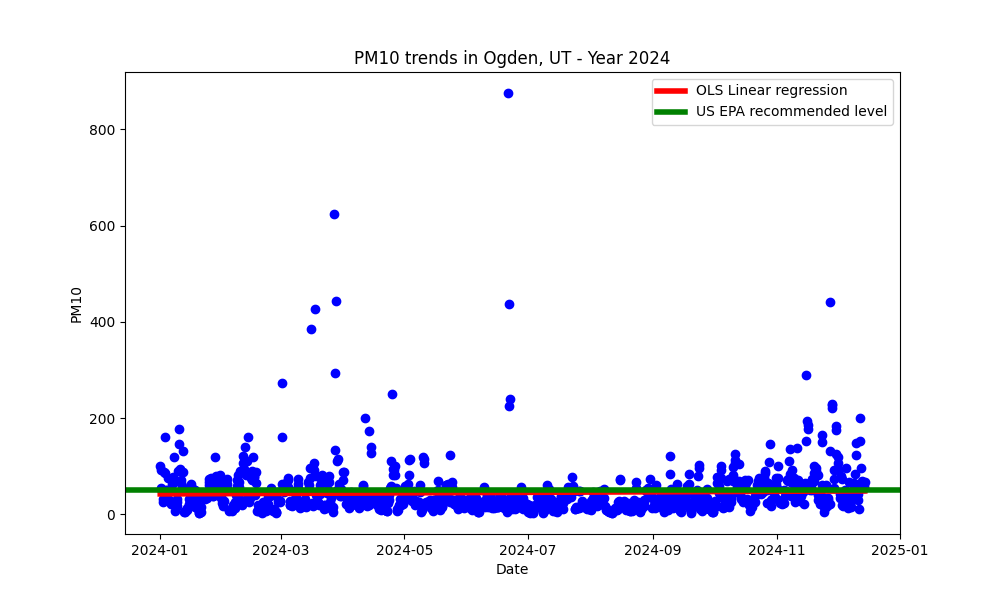 PM10 trends in Ogden, UT - Year 2024
OLS Linear regression
US EPA recommended level
800
600
400
200
0
PM10
2024-01
2024-03
2024-05
2024-07
2024-09
2024-11
2025-01
Date